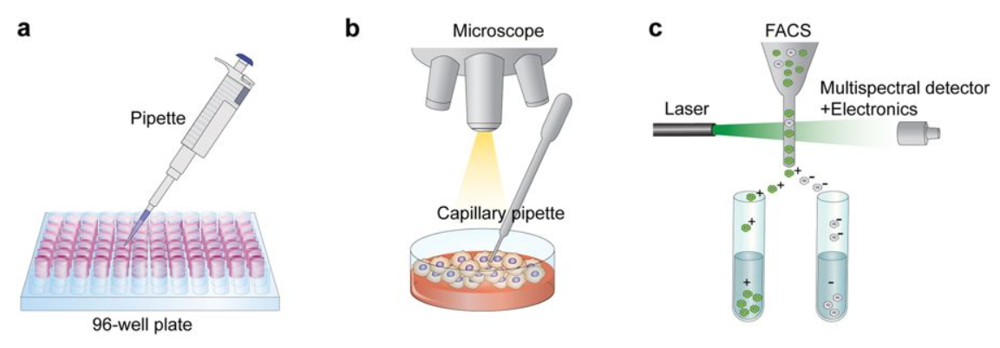 a
Pipette
96-well plate
b
Microscope
Capillary pipette
c
FACS
Laser
Multispectral detector
+Electronics
+
-
+
-
+
+
-
-
+
-